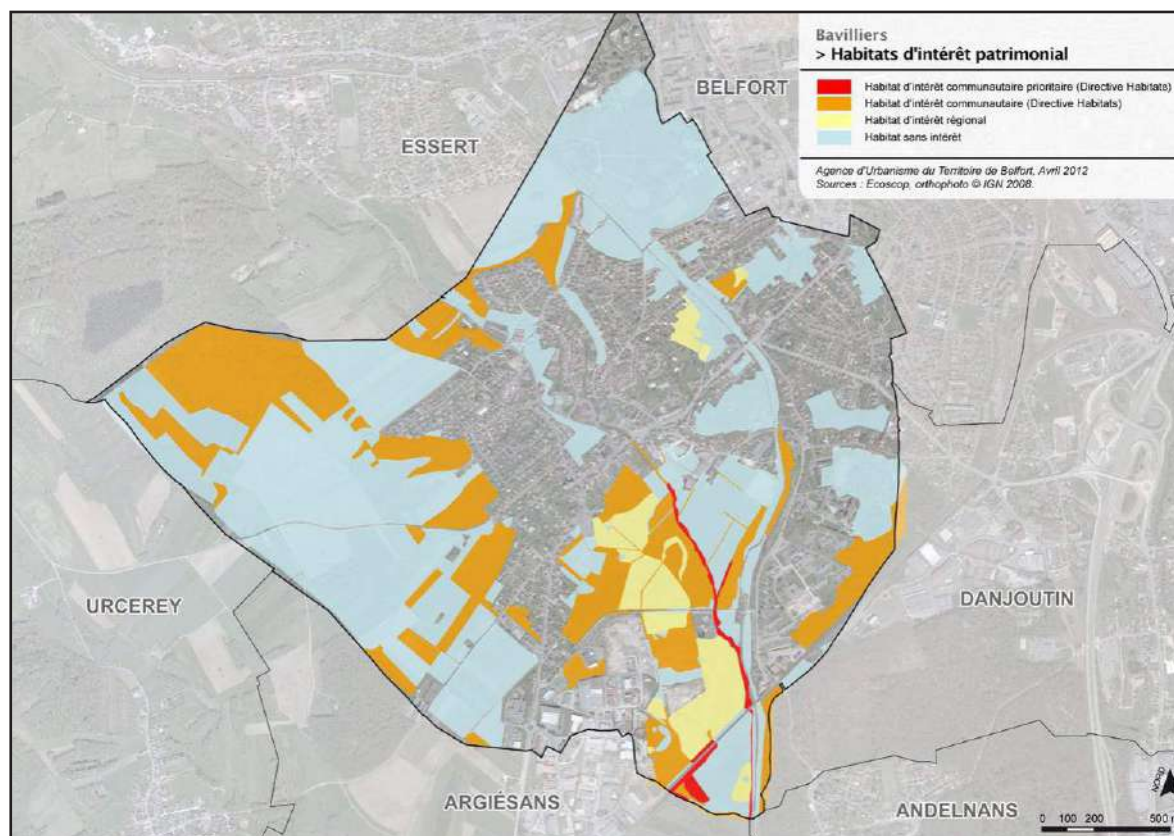 Bavilliers
> Habitats d'intérêt patrimonial
Habitat d'intérêt communautaire prioritaire (Directive Habitats)
Habitat d'intérêt communautaire (Directive Habitats)
Habitat d'intérêt régional
Habitat sans intérêt
Agence d'Urbanisme du Territoire de Belfort, Avril 2012
Sources : Ecoscop, orthophoto © IGN 2008.
BELFORT
ESSERT
URCEREY
DANJOUTIN
ARGIÉSANS
ANDELNANS
NORD
0 100 200 500 m